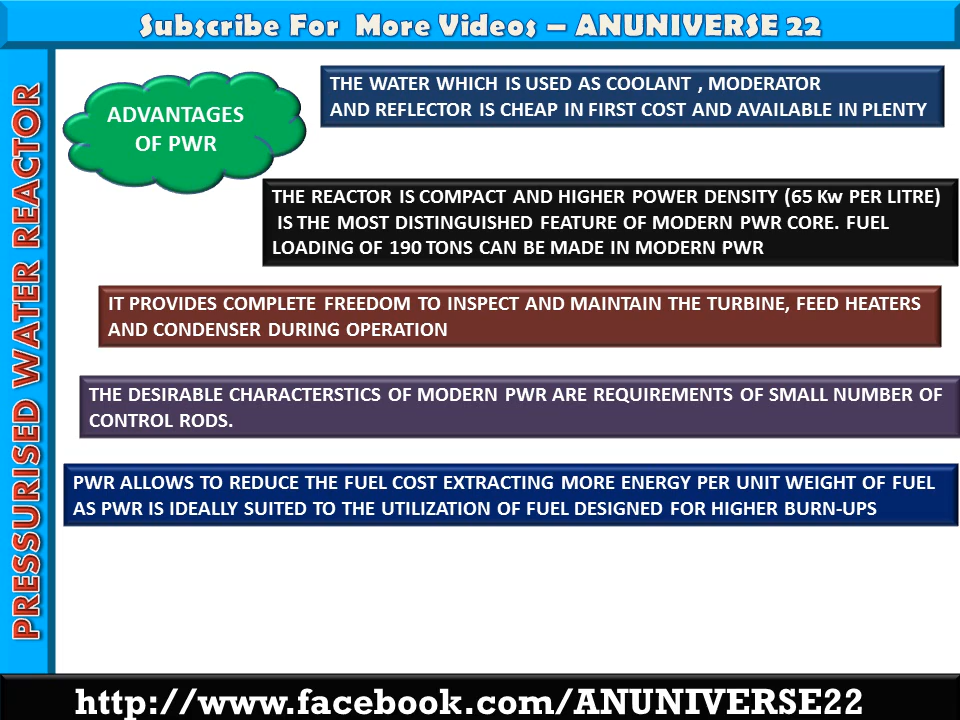 Subscribe For More Videos – ANUNIVERSE 22
PRESSURISED WATER REACTOR
ADVANTAGES
OF PWR
THE WATER WHICH IS USED AS COOLANT , MODERATOR
AND REFLECTOR IS CHEAP IN FIRST COST AND AVAILABLE IN PLENTY
THE REACTOR IS COMPACT AND HIGHER POWER DENSITY (65 Kw PER LITRE)
IS THE MOST DISTINGUISHED FEATURE OF MODERN PWR CORE. FUEL
LOADING OF 190 TONS CAN BE MADE IN MODERN PWR
IT PROVIDES COMPLETE FREEDOM TO INSPECT AND MAINTAIN THE TURBINE, FEED HEATERS
AND CONDENSER DURING OPERATION
THE DESIRABLE CHARACTERSTICS OF MODERN PWR ARE REQUIREMENTS OF SMALL NUMBER OF
CONTROL RODS.
PWR ALLOWS TO REDUCE THE FUEL COST EXTRACTING MORE ENERGY PER UNIT WEIGHT OF FUEL
AS PWR IS IDEALLY SUITED TO THE UTILIZATION OF FUEL DESIGNED FOR HIGHER BURN-UPS
http://www.facebook.com/ANUNIVERSE22